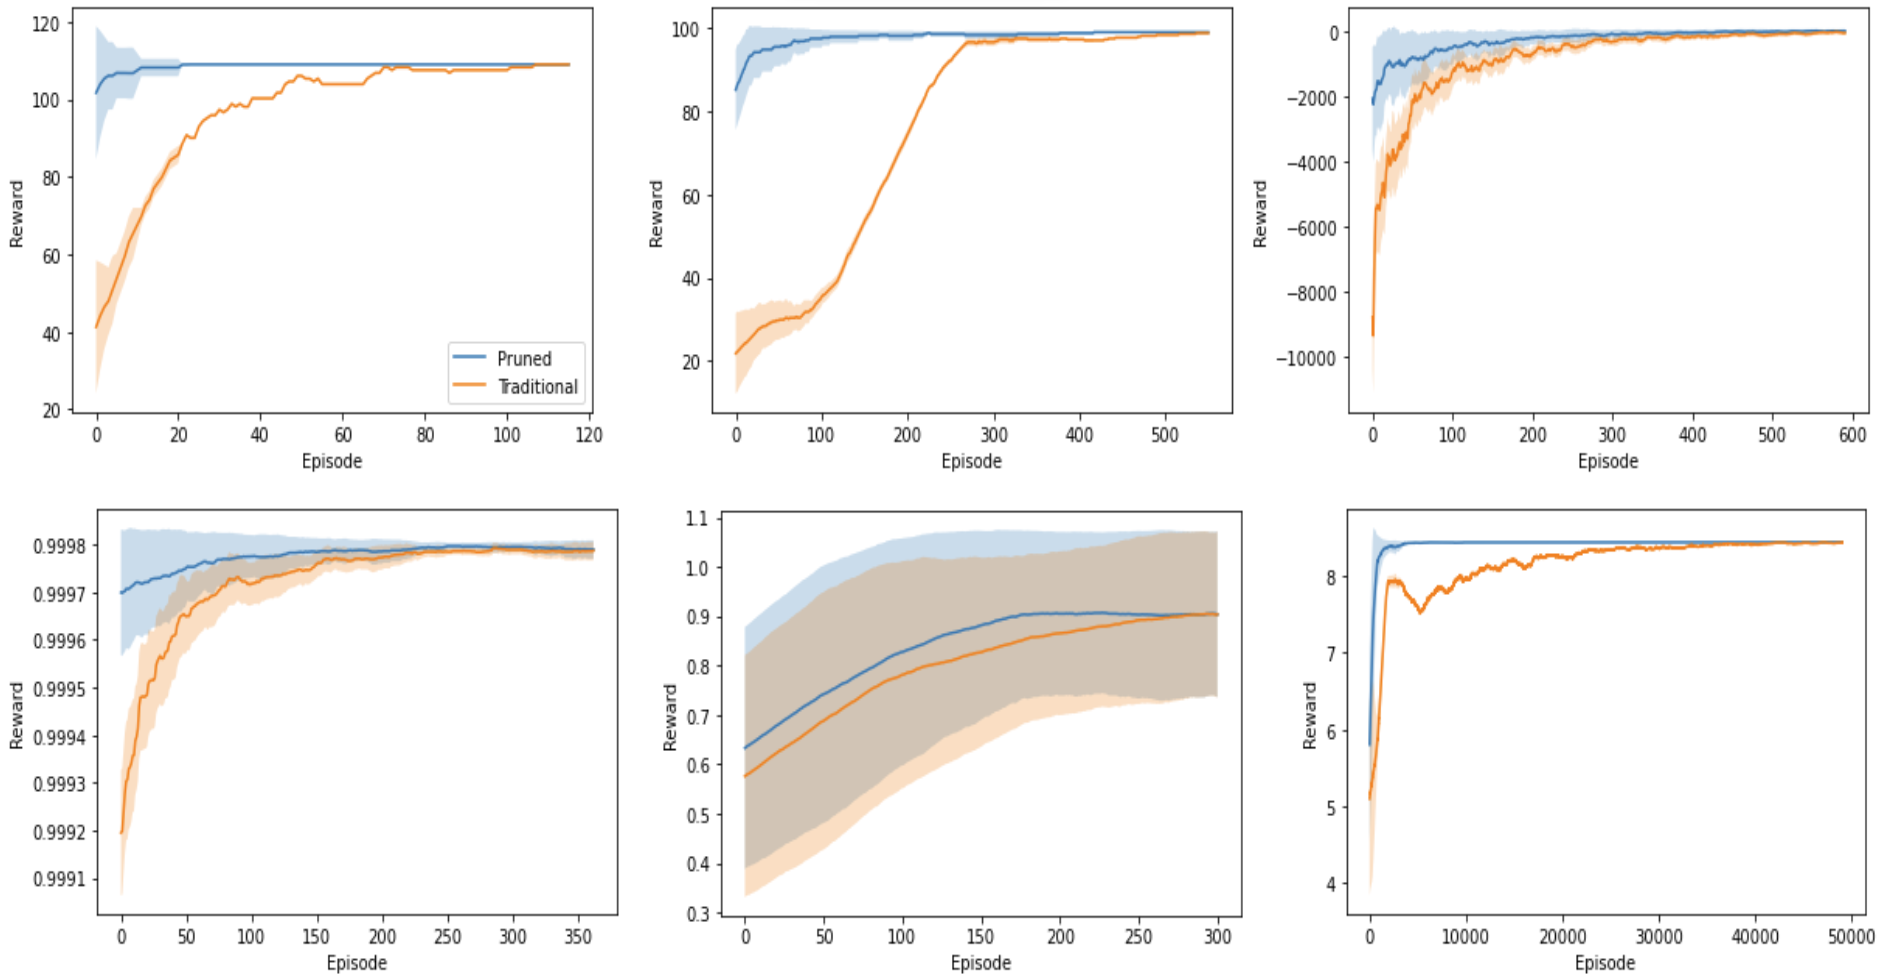 120
100
80
60
40
20
Reward
0 20 40 60 80 100 120
Episode
Pruned
Traditional
100
80
60
40
20
Reward
0 100 200 300 400 500
Episode
0
−2000
−4000
−6000
−8000
−10000
Reward
0 100 200 300 400 500 600
Episode
0.9998
0.9997
0.9996
0.9995
0.9994
0.9993
0.9992
0.9991
Reward
0 50 100 150 200 250 300 350
Episode
1.1
1.0
0.9
0.8
0.7
0.6
0.5
0.4
0.3
Reward
0 50 100 150 200 250 300
Episode
8
7
6
5
4
Reward
0 10000 20000 30000 40000 50000
Episode